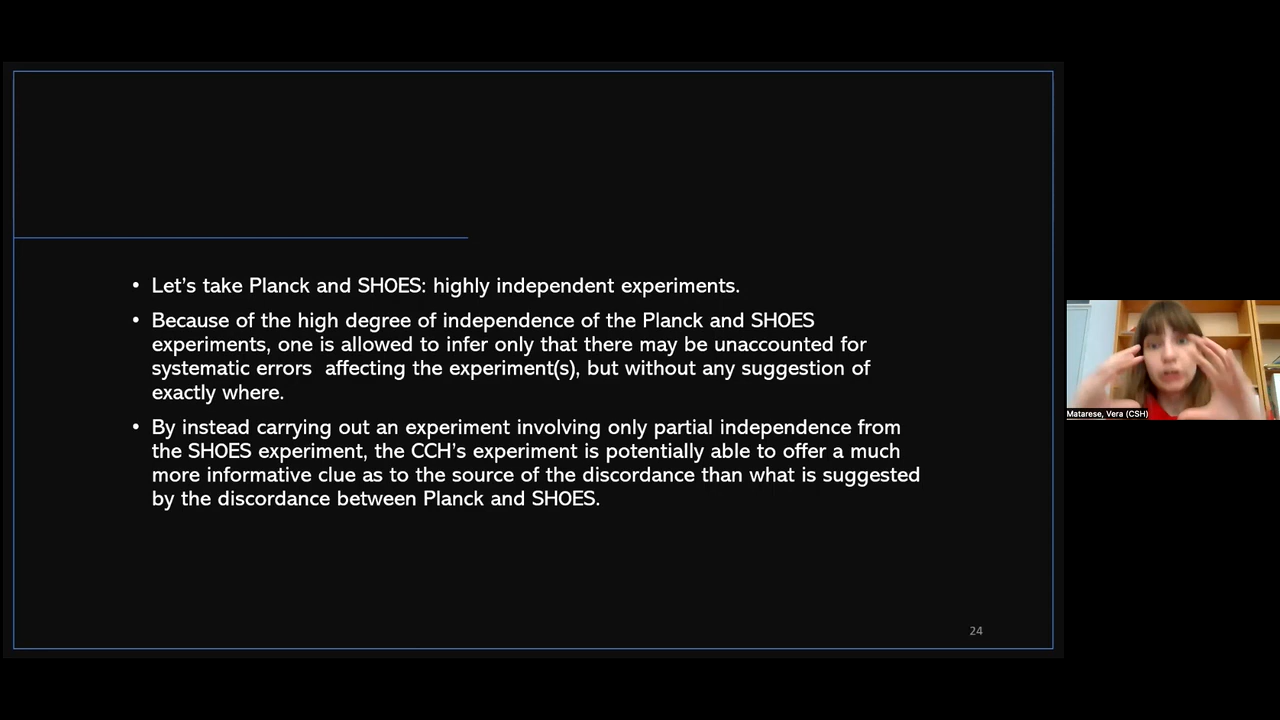 • Let's take Planck and SHOES: highly independent experiments.
• Because of the high degree of independence of the Planck and SHOES
experiments, one is allowed to infer only that there may be unaccounted for
systematic errors  affecting the experiment(s), but without any suggestion of
exactly where.
• By instead carrying out an experiment involving only partial independence from
the SHOES experiment, the CCH's experiment is potentially able to offer a much
more informative clue as to the source of the discordance than what is suggested
by the discordance between Planck and SHOES.
24
Matarese, Vera (CSH)